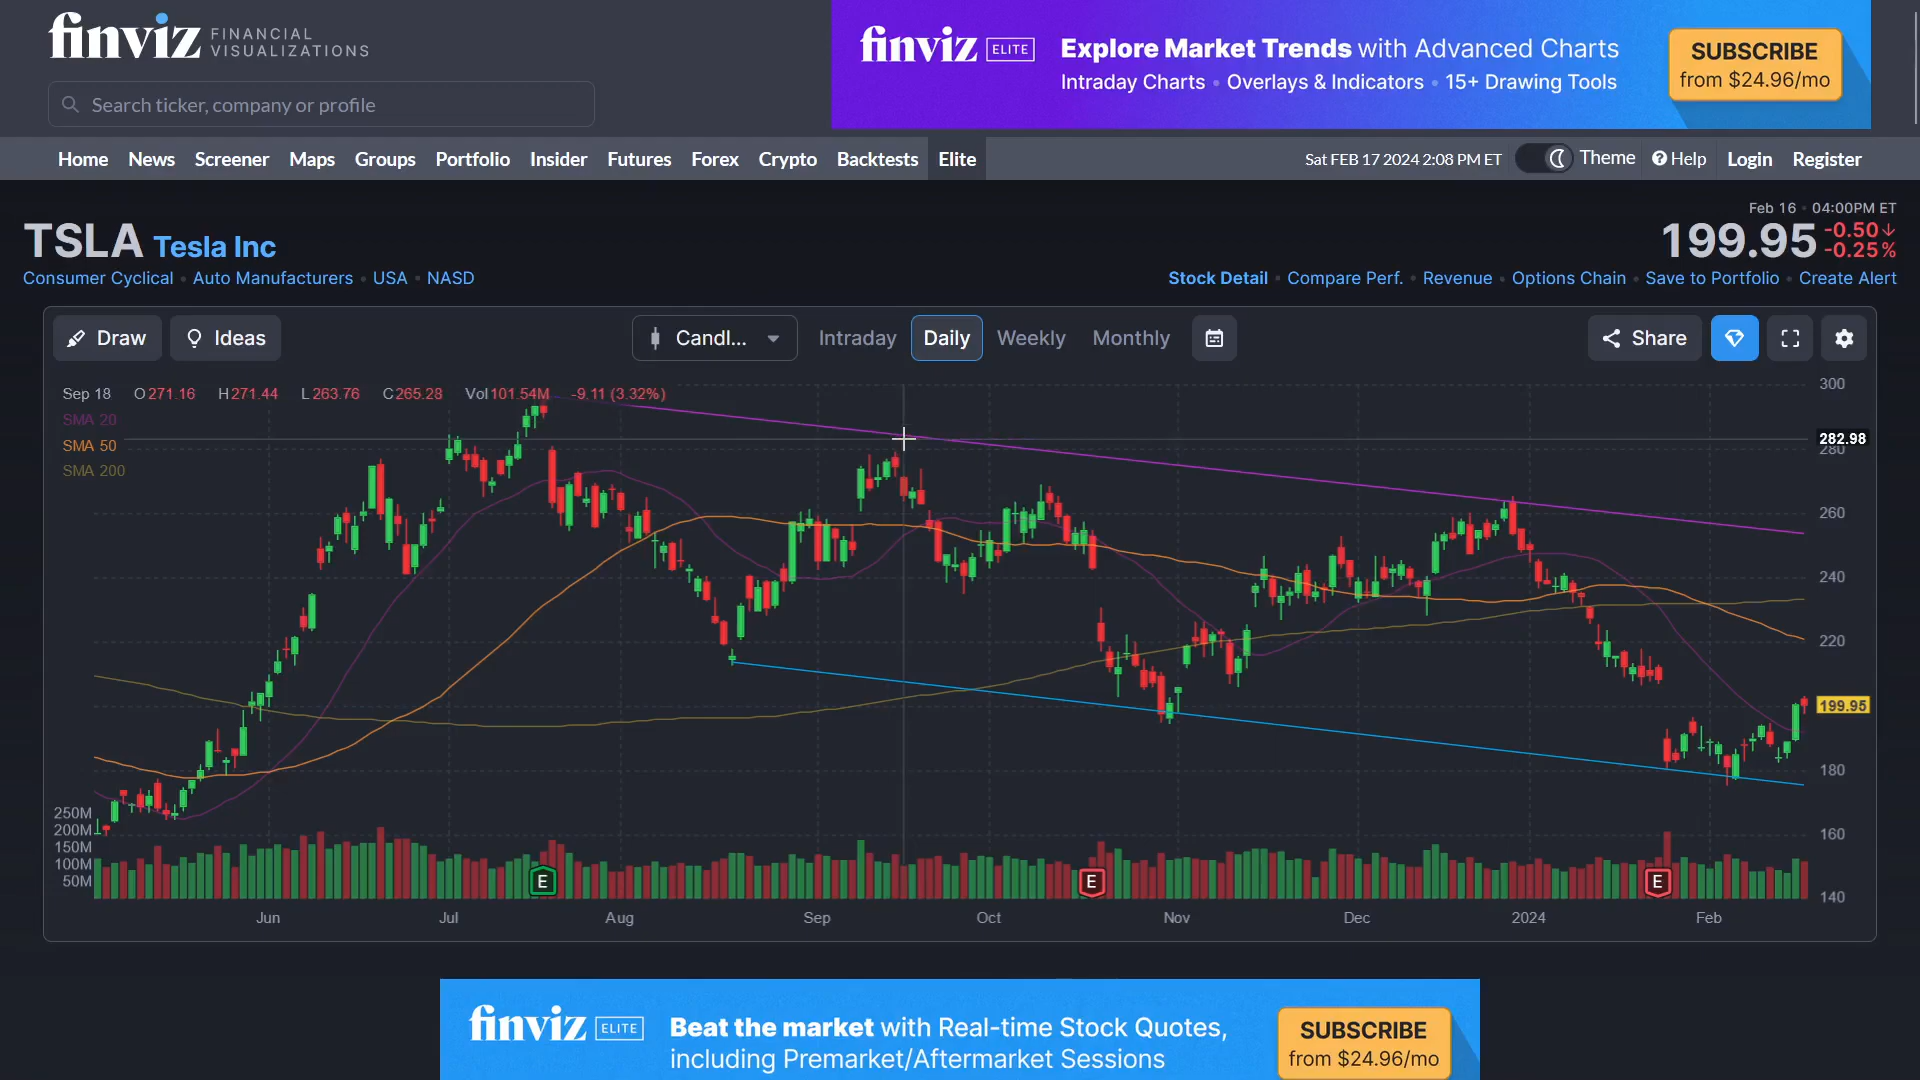 finviz FINANCIAL VISUALIZATIONS
finviz ELITE Explore Market Trends with Advanced Charts
Intraday Charts • Overlays & Indicators • 15+ Drawing Tools
SUBSCRIBE
from $24.96/mo
Search ticker, company or profile
Home News Screener Maps Groups Portfolio Insider Futures Forex Crypto Backtests Elite
Sat FEB 17 2024 2:08 PM ET Theme Help Login Register
Feb 16 • 04:00PM ET
TSLA Tesla Inc
199.95 -0.50
-0.25%
Consumer Cyclical • Auto Manufacturers • USA • NASD
Stock Detail • Compare Perf. • Revenue • Options Chain • Save to Portfolio • Create Alert
Draw Ideas Candl... Intraday Daily Weekly Monthly Share
Sep 18 O271.16 H271.44 L263.76 C265.28 Vol101.54M -9.11 (3.32%)
SMA 20
SMA 50
SMA 200
300
282.98
280
260
240
220
199.95
180
160
140
250M
200M
150M
100M
50M
E E E
Jun Jul Aug Sep Oct Nov Dec 2024 Feb
finviz ELITE Beat the market with Real-time Stock Quotes,
including Premarket/Aftermarket Sessions
SUBSCRIBE
from $24.96/mo